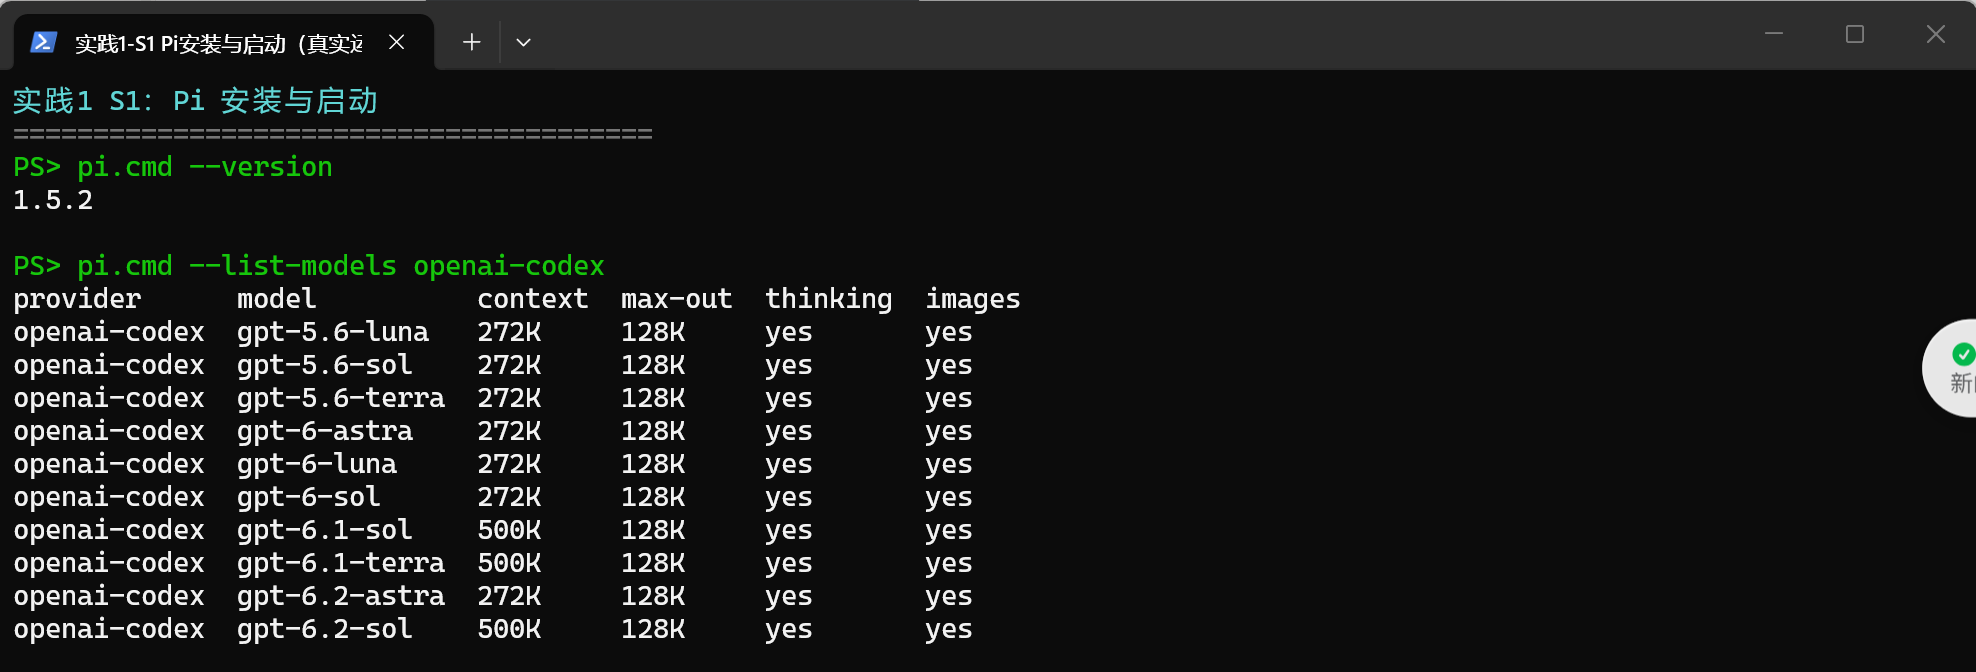 实践1-S1 Pi安装与启动（真实运
实践1 S1: Pi 安装与启动
========================================
PS> pi.cmd --version
1.5.2
PS> pi.cmd --list-models openai-codex
provider model context max-out thinking images
openai-codex gpt-5.6-luna 272K 128K yes yes
openai-codex gpt-5.6-sol 272K 128K yes yes
openai-codex gpt-5.6-terra 272K 128K yes yes
openai-codex gpt-6-astra 272K 128K yes yes
openai-codex gpt-6-luna 272K 128K yes yes
openai-codex gpt-6-sol 272K 128K yes yes
openai-codex gpt-6.1-sol 500K 128K yes yes
openai-codex gpt-6.1-terra 500K 128K yes yes
openai-codex gpt-6.2-astra 272K 128K yes yes
openai-codex gpt-6.2-sol 500K 128K yes yes
新